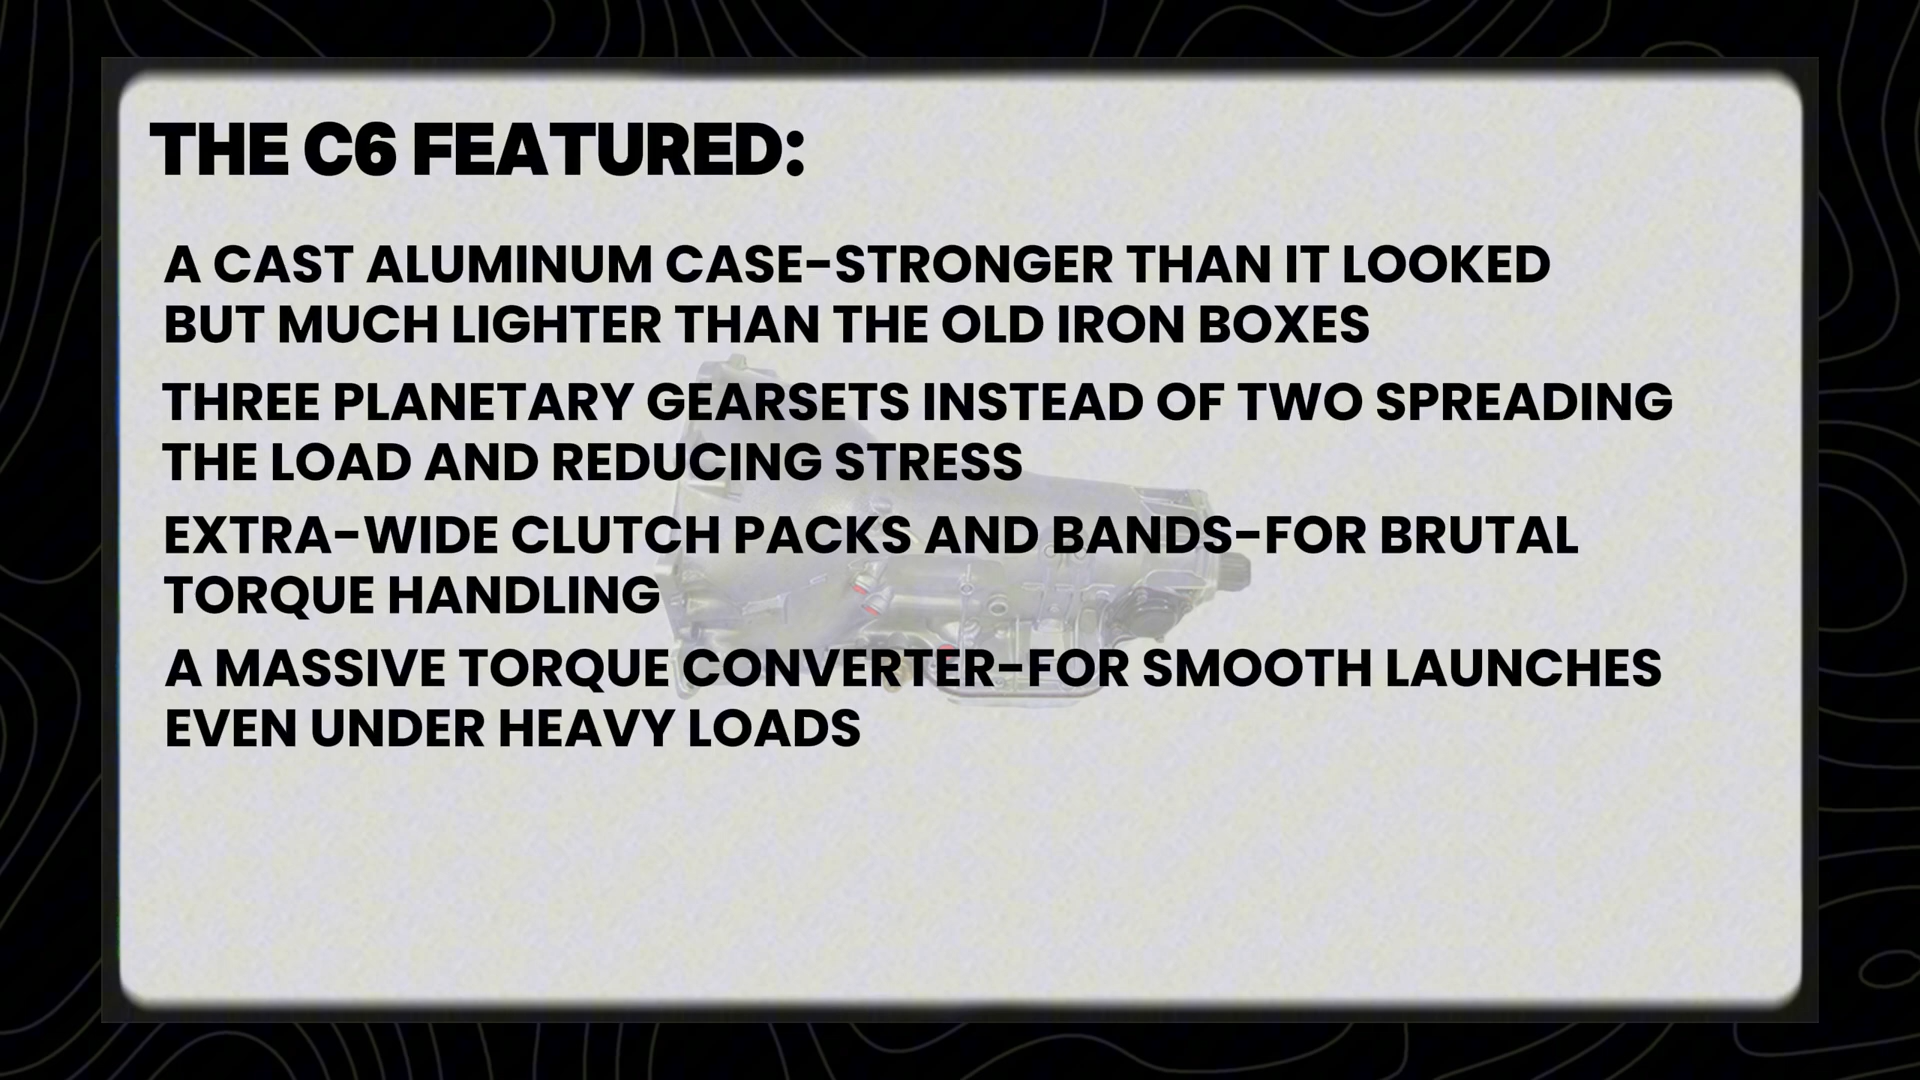 THE C6 FEATURED:
A CAST ALUMINUM CASE-STRONGER THAN IT LOOKED
BUT MUCH LIGHTER THAN THE OLD IRON BOXES
THREE PLANETARY GEARSETS INSTEAD OF TWO SPREADING
THE LOAD AND REDUCING STRESS
EXTRA-WIDE CLUTCH PACKS AND BANDS-FOR BRUTAL
TORQUE HANDLING
A MASSIVE TORQUE CONVERTER-FOR SMOOTH LAUNCHES
EVEN UNDER HEAVY LOADS